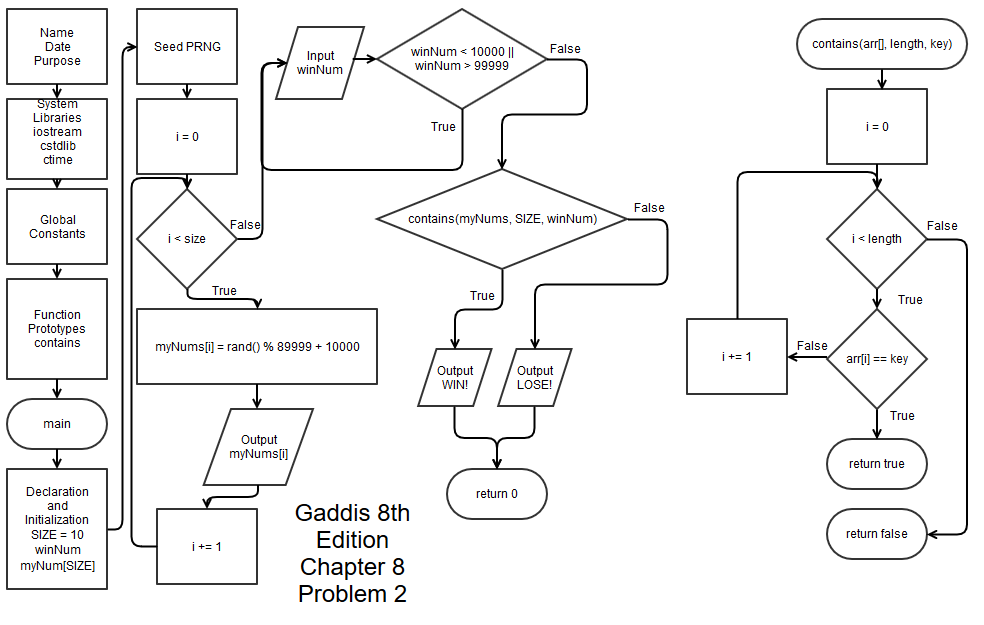 Name
Date
Purpose
System
Libraries
iostream
cstdlib
ctime
Global
Constants
Function
Prototypes
contains
main
Declaration
and
Initialization
SIZE = 10
winNum
myNum[SIZE]
Seed PRNG
i = 0
i < size
False
True
myNums[i] = rand() % 89999 + 10000
Output
myNums[i]
i += 1
Input
winNum
winNum < 10000 ||
winNum > 99999
False
True
contains(myNums, SIZE, winNum)
False
True
Output
WIN!
Output
LOSE!
return 0
Gaddis 8th
Edition
Chapter 8
Problem 2
contains(arr[], length, key)
i = 0
i < length
False
True
arr[i] == key
False
i += 1
True
return true
return false